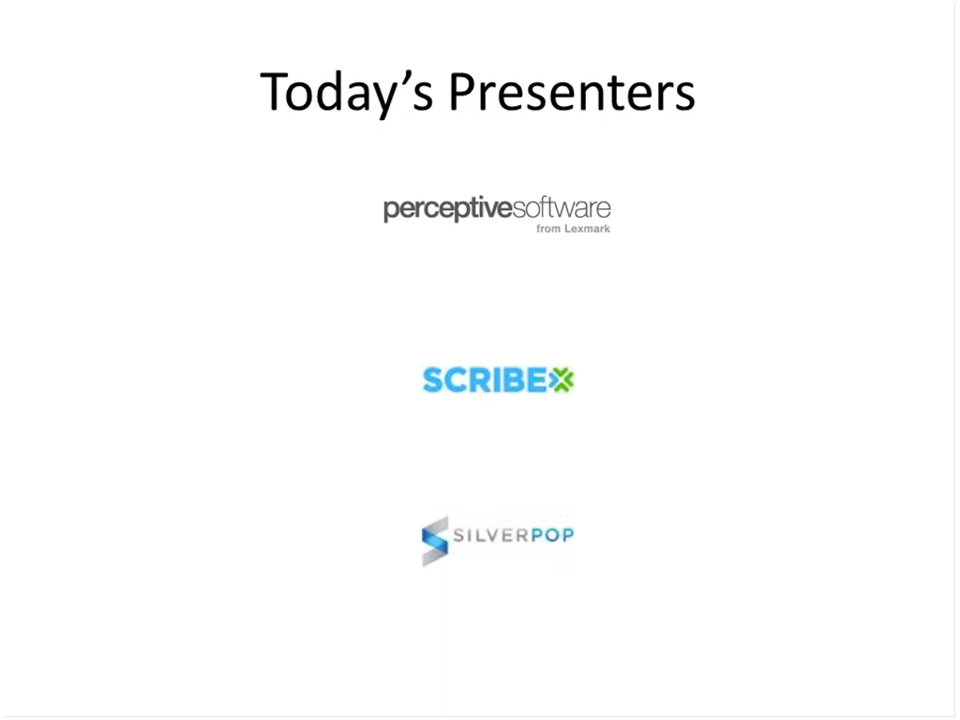 Today’s Presenters
perceptivesoftware
from Lexmark
SCRIBE
SILVERPOP